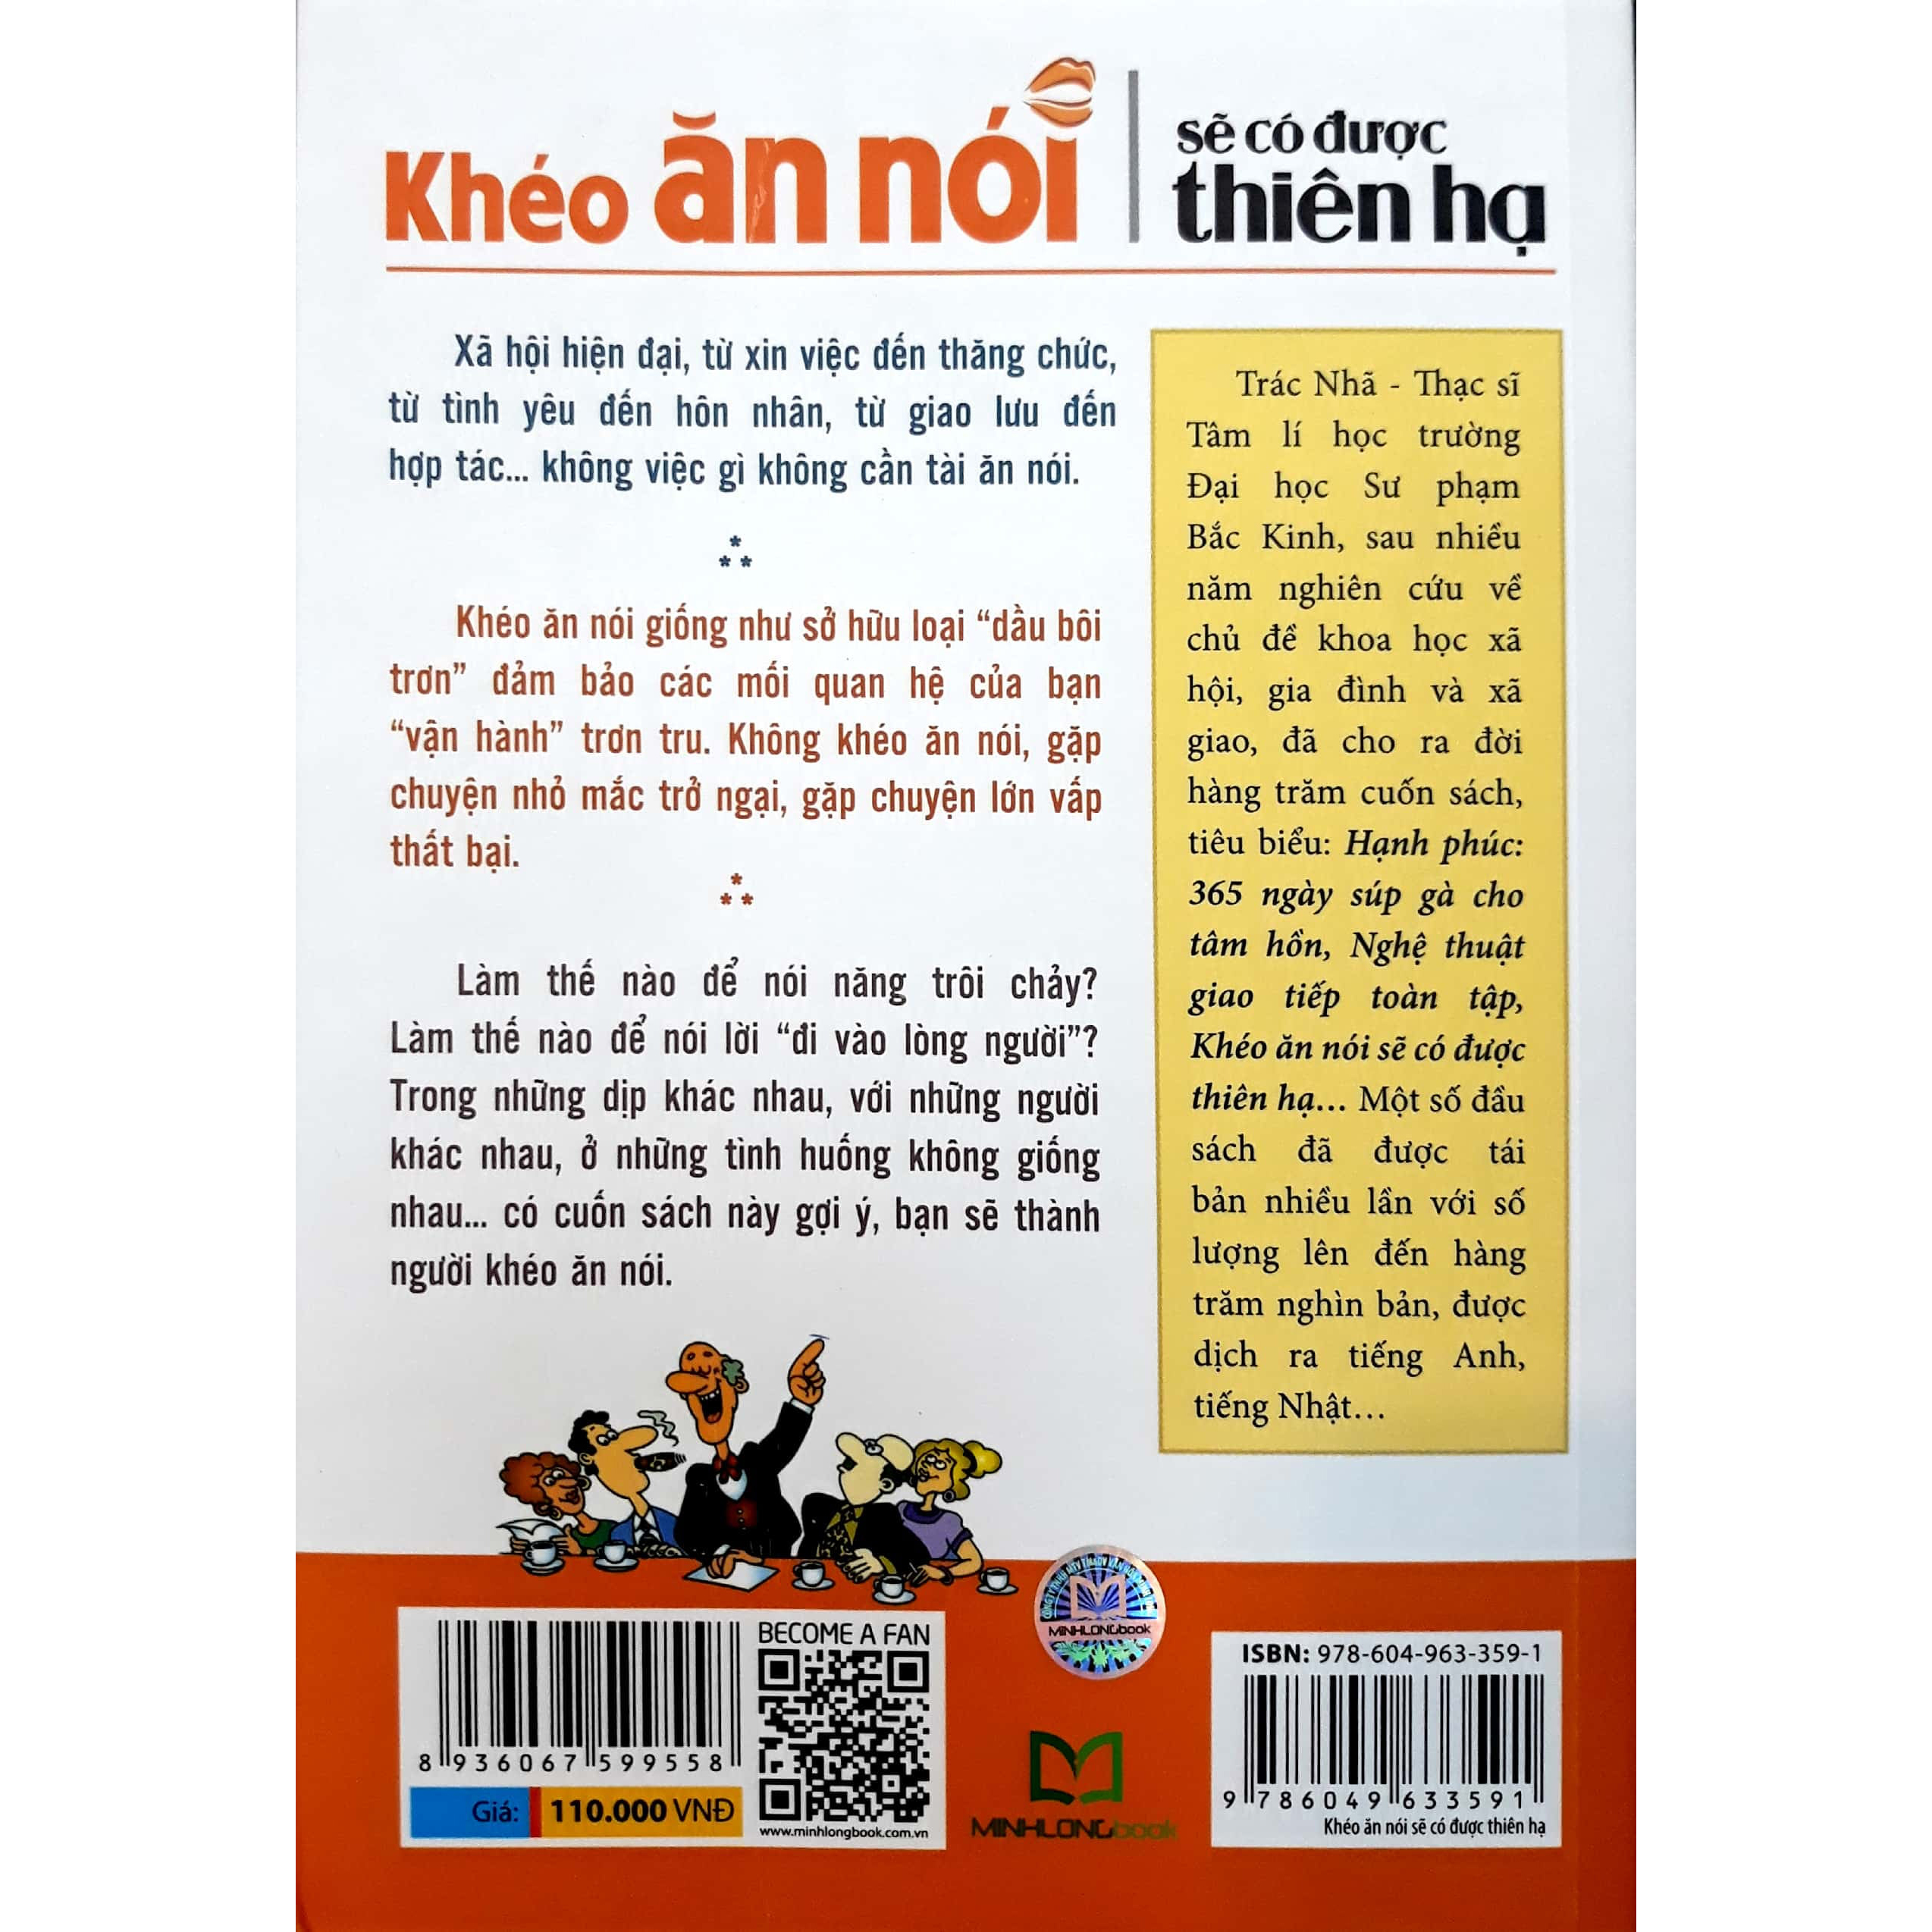 Khéo ăn nói
sẽ có được
thiên hạ
Xã hội hiện đại, từ xin việc đến thăng chức,
từ tình yêu đến hôn nhân, từ giao lưu đến
hợp tác... không việc gì không cần tài ăn nói.
*
* *
Khéo ăn nói giống như sở hữu loại “dầu bôi
trơn” đảm bảo các mối quan hệ của bạn
“vận hành” trơn tru. Không khéo ăn nói, gặp
chuyện nhỏ mắc trở ngại, gặp chuyện lớn vấp
thất bại.
*
* *
Làm thế nào để nói năng trôi chảy?
Làm thế nào để nói lời “đi vào lòng người”?
Trong những dịp khác nhau, với những người
khác nhau, ở những tình huống không giống
nhau... có cuốn sách này gợi ý, bạn sẽ thành
người khéo ăn nói.
Trác Nhã - Thạc sĩ
Tâm lí học trường
Đại học Sư phạm
Bắc Kinh, sau nhiều
năm nghiên cứu về
chủ đề khoa học xã
hội, gia đình và xã
giao, đã cho ra đời
hàng trăm cuốn sách,
tiêu biểu: Hạnh phúc:
365 ngày súp gà cho
tâm hồn, Nghệ thuật
giao tiếp toàn tập,
Khéo ăn nói sẽ có được
thiên hạ... Một số đầu
sách đã được tái
bản nhiều lần với số
lượng lên đến hàng
trăm nghìn bản, được
dịch ra tiếng Anh,
tiếng Nhật...
8 936067 599558
Giá: 110.000 VNĐ
BECOME A FAN
www.minhlongbook.com.vn
MINHLONGbook
MINHLONGbook
ISBN: 978-604-963-359-1
9 786049 633591
Khéo ăn nói sẽ có được thiên hạ